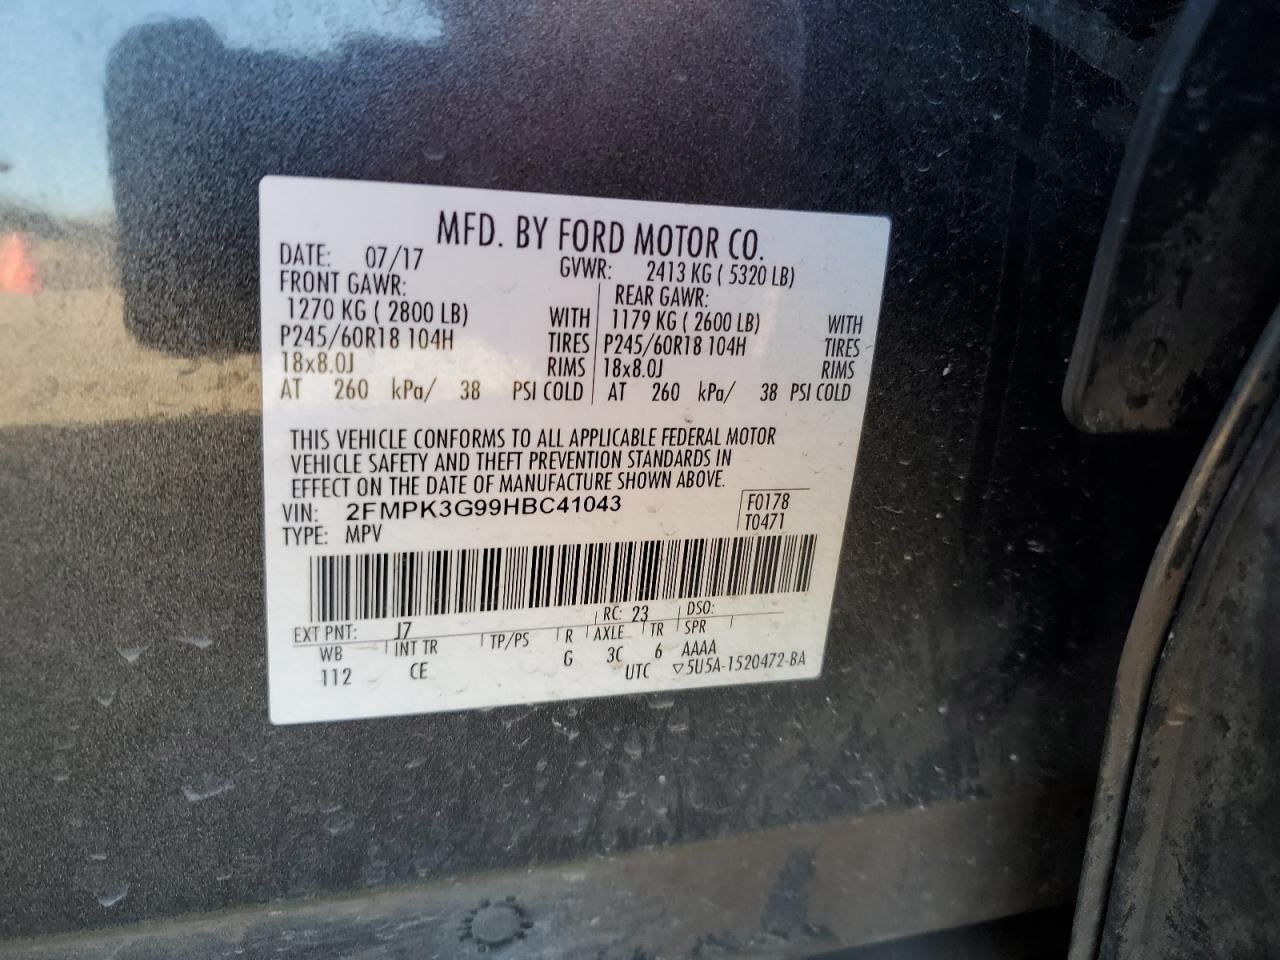 MFD. BY FORD MOTOR CO.
DATE: 07/17 GVWR: 2413 KG ( 5320 LB)
FRONT GAWR: REAR GAWR:
1270 KG ( 2800 LB) WITH 1179 KG ( 2600 LB) WITH
P245/60R18 104H TIRES P245/60R18 104H TIRES
18x8.0J RIMS 18x8.0J RIMS
AT 260 kPa/ 38 PSI COLD AT 260 kPa/ 38 PSI COLD
THIS VEHICLE CONFORMS TO ALL APPLICABLE FEDERAL MOTOR
VEHICLE SAFETY AND THEFT PREVENTION STANDARDS IN
EFFECT ON THE DATE OF MANUFACTURE SHOWN ABOVE.
VIN: 2FMPK3G99HBC41043 F0178
TYPE: MPV T0471
EXT PNT: J7 RC: 23 DSO:
WB INT TR TP/PS R AXLE TR SPR
112 CE G 3C 6 AAAA
UTC ▽5U5A-1520472-BA